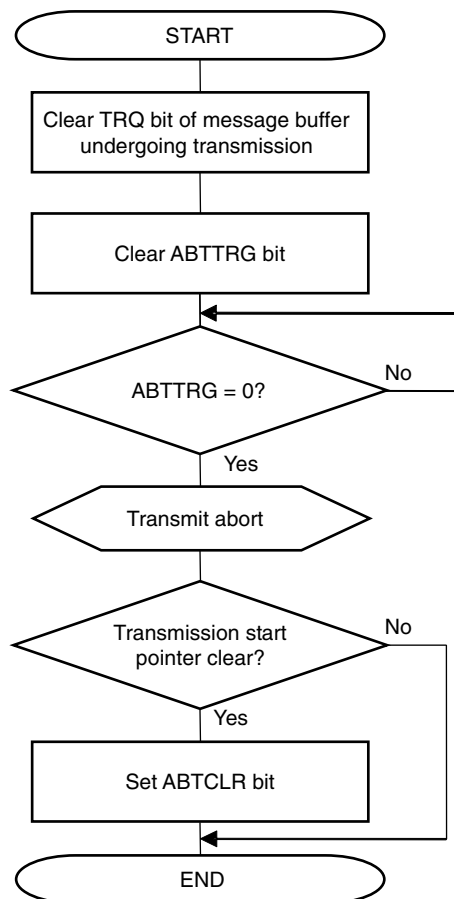 START
Clear TRQ bit of message buffer
undergoing transmission
Clear ABTTRG bit
ABTTRG = 0?
No
Yes
Transmit abort
Transmission start
pointer clear?
No
Yes
Set ABTCLR bit
END